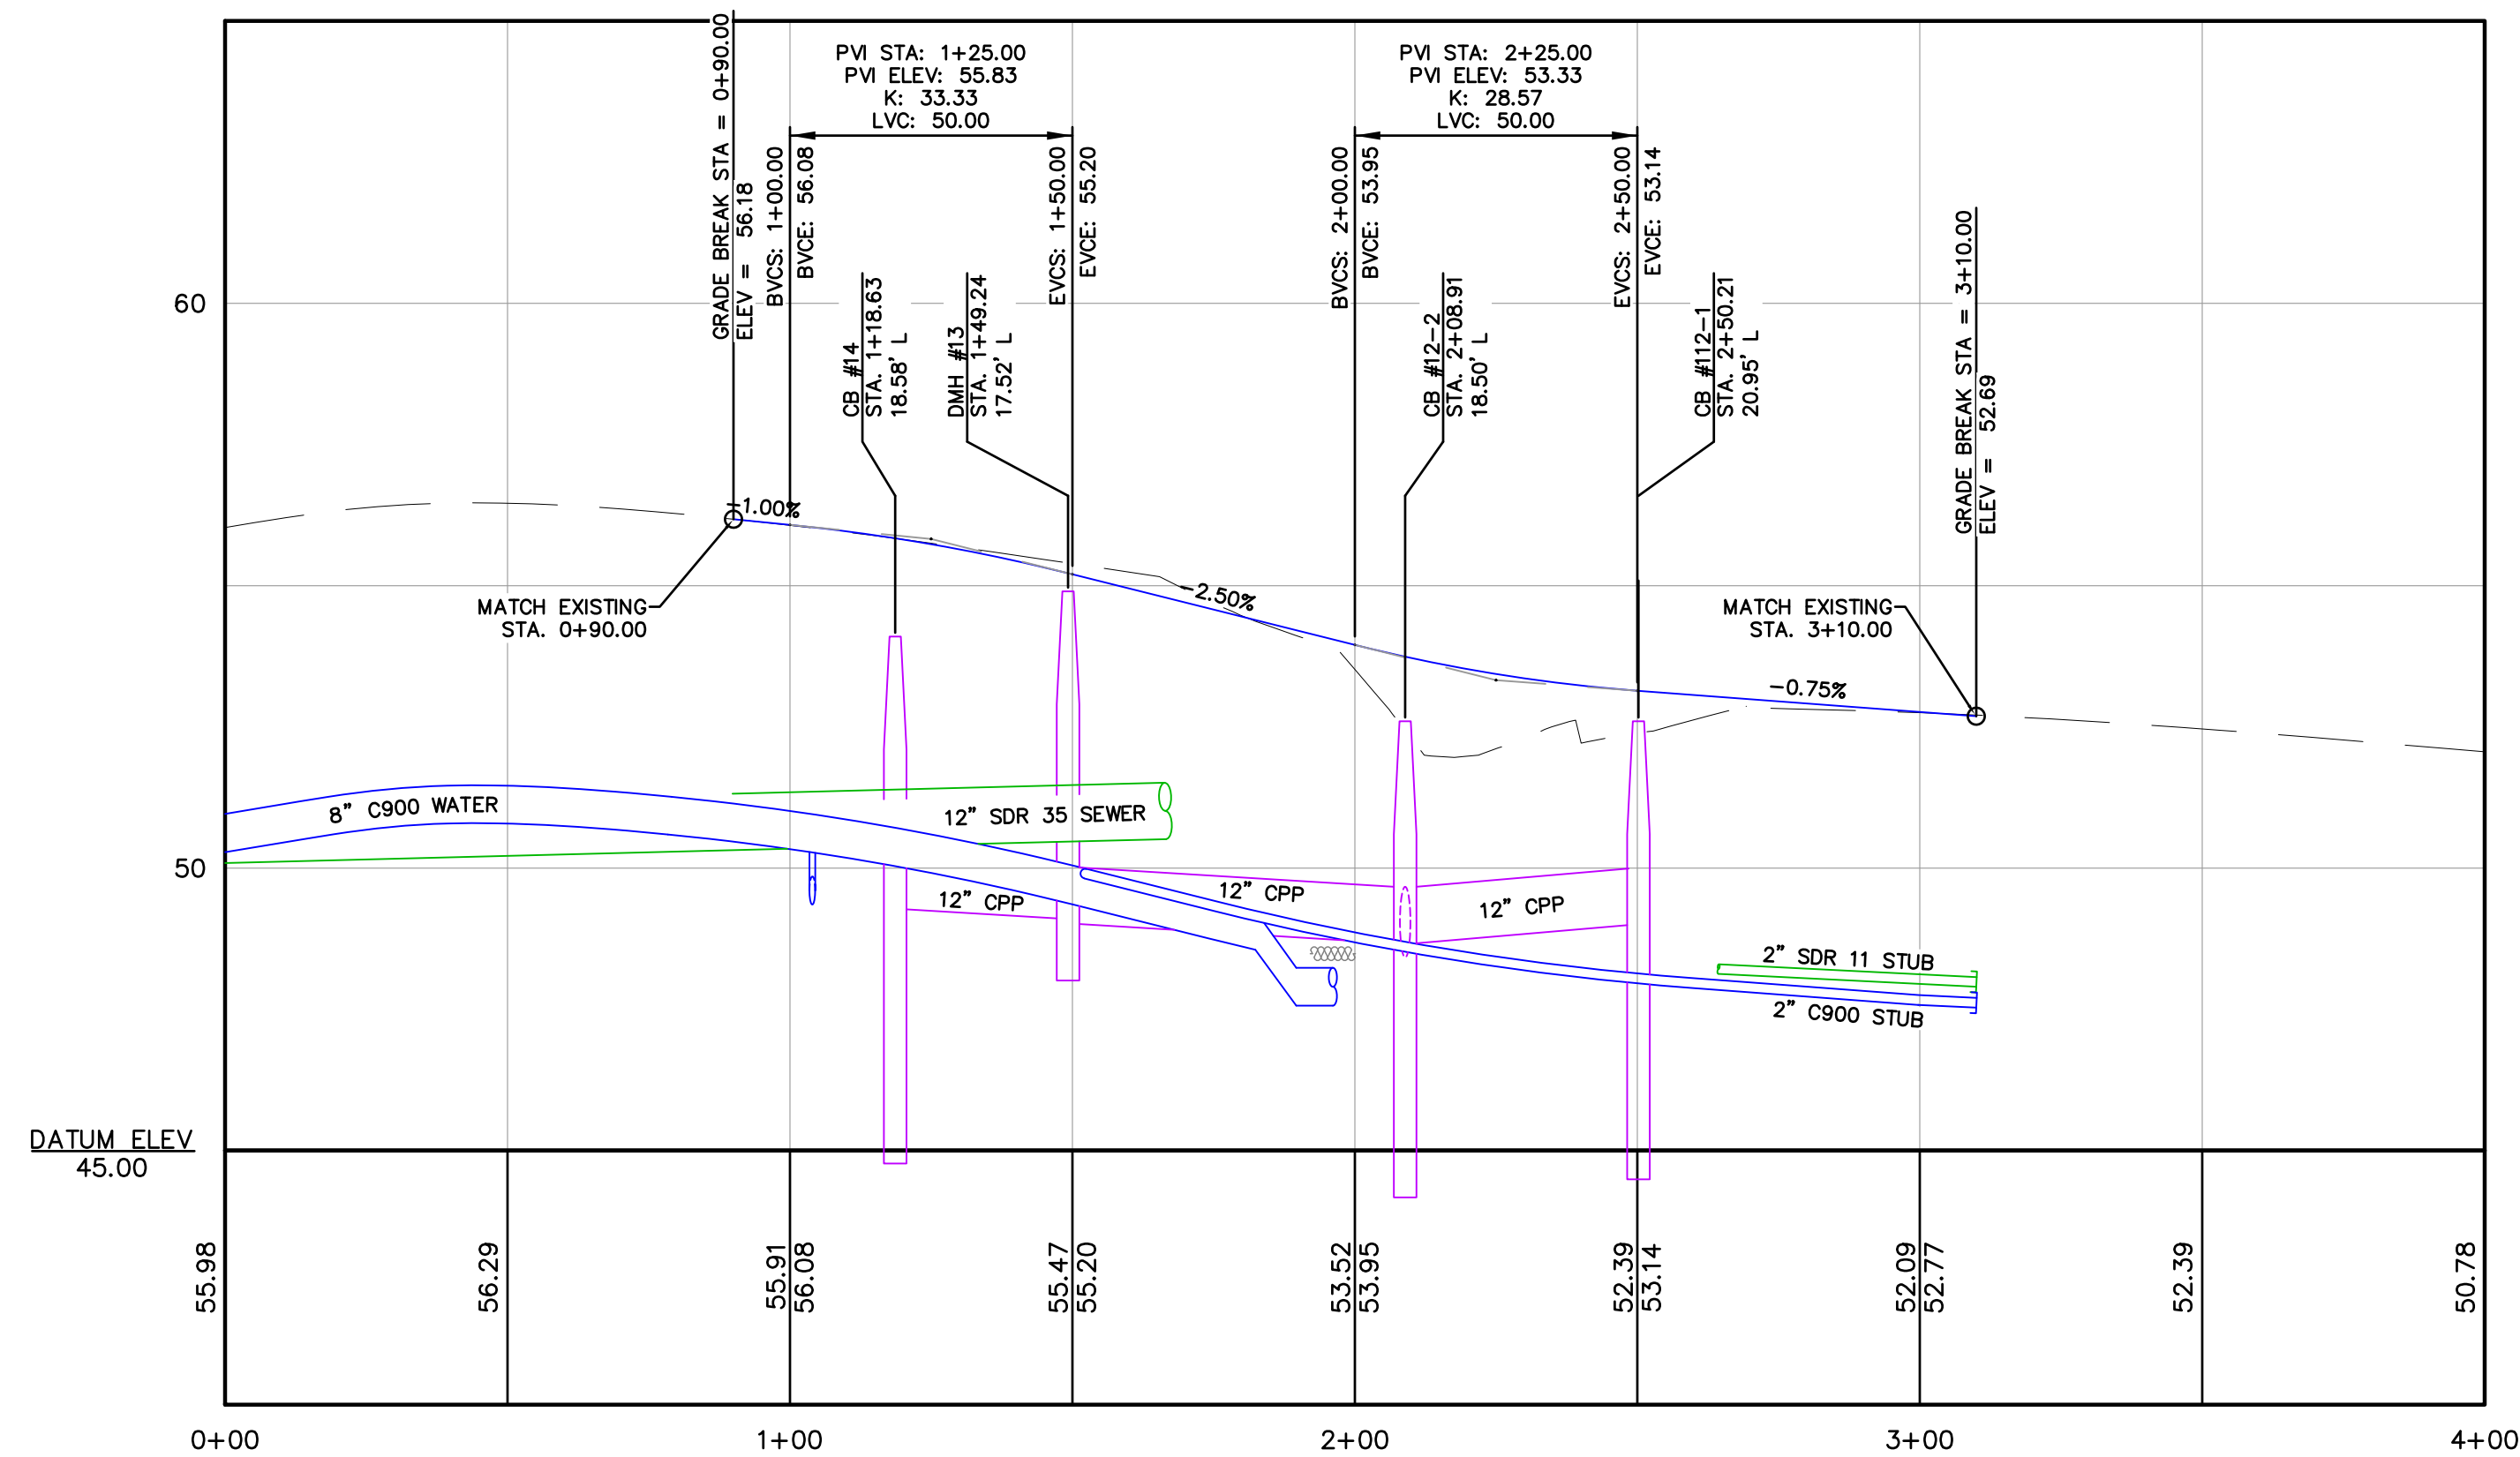 PVI STA: 1+25.00
PVI ELEV: 55.83
K: 33.33
LVC: 50.00
PVI STA: 2+25.00
PVI ELEV: 53.33
K: 28.57
LVC: 50.00
GRADE BREAK STA = 0+90.00
ELEV = 56.18
BVCS: 1+00.00
BVCE: 56.08
EVCS: 1+50.00
EVCE: 55.20
BVCS: 2+00.00
BVCE: 53.95
EVCS: 2+50.00
EVCE: 53.14
GRADE BREAK STA = 3+10.00
ELEV = 52.69
CB #14
STA. 1+18.63
18.58' L
DMH #13
STA. 1+49.24
17.52' L
CB #12-2
STA. 2+08.91
18.50' L
CB #112-1
STA. 2+50.21
20.95' L
60
-1.00%
-2.50%
-0.75%
MATCH EXISTING
STA. 0+90.00
MATCH EXISTING
STA. 3+10.00
8" C900 WATER
12" SDR 35 SEWER
50
12" CPP
12" CPP
12" CPP
2" SDR 11 STUB
2" C900 STUB
DATUM ELEV
45.00
55.98
56.29
55.91
56.08
55.47
55.20
53.52
53.95
52.39
53.14
52.09
52.77
52.39
50.78
0+00
1+00
2+00
3+00
4+00